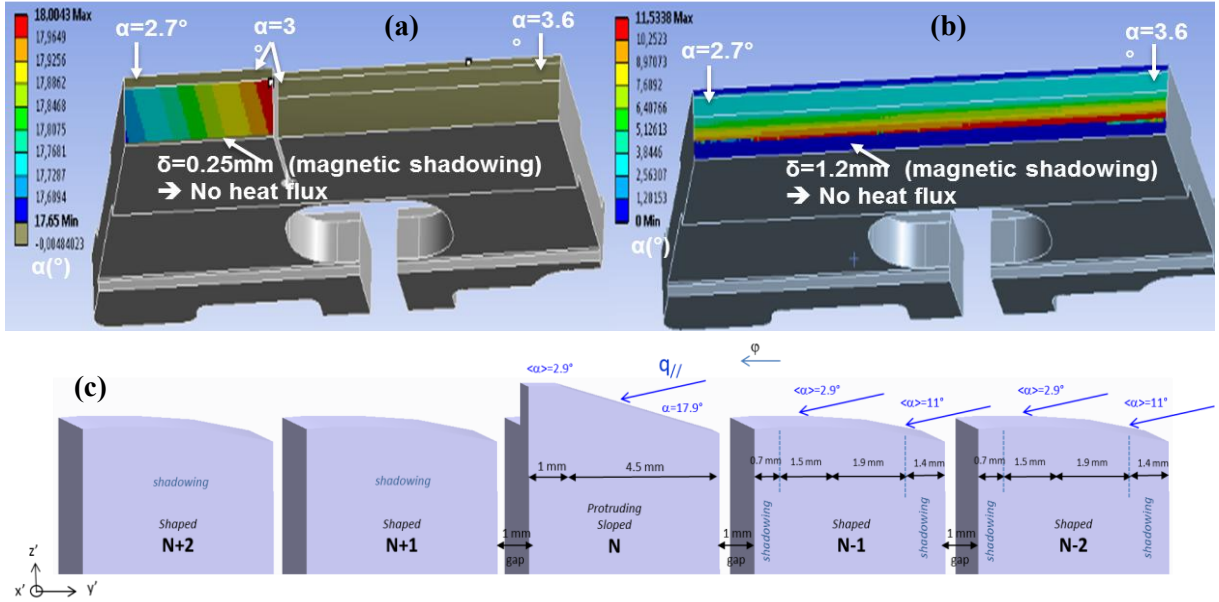 18,0043 Max
17,9649
17,9256
17,8862
17,8468
17,8075
17,7681
17,7287
17,6894
17.65 Min
-0,00484023
α(°)
α=2.7°
α=3
°
(a)
α=3.6
°
δ=0.25mm (magnetic shadowing)
➔ No heat flux
11,5338 Max
10,2523
8,97073
7,6892
6,40766
5,12613
3,8446
2,56307
1,28153
0 Min
α(°)
α=2.7°
(b)
α=3.6
°
δ=1.2mm (magnetic shadowing)
➔ No heat flux
(c)
φ
q//
<α>=2.9°
α=17.9°
<α>=2.9°
<α>=11°
<α>=2.9°
<α>=11°
shadowing
Shaped
N+2
shadowing
Shaped
N+1
1 mm
gap
1 mm
4.5 mm
Protruding
Sloped
N
1 mm
gap
0.7 mm
1.5 mm
1.9 mm
1.4 mm
shadowing
Shaped
N-1
shadowing
1 mm
gap
0.7 mm
1.5 mm
1.9 mm
1.4 mm
shadowing
Shaped
N-2
shadowing
z'
x'
y'